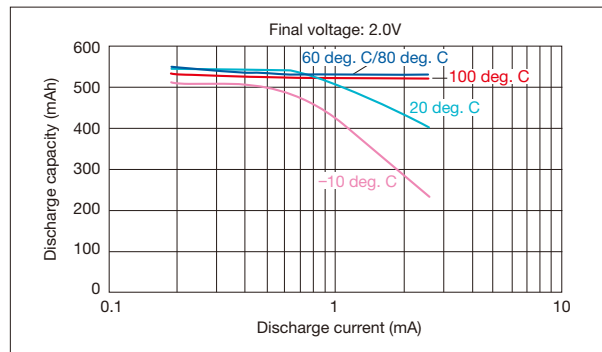 Final voltage: 2.0V
600
60 deg. C/80 deg. C
500
100 deg. C
400
20 deg. C
300
−10 deg. C
200
100
0
0.1
1
10
Discharge capacity (mAh)
Discharge current (mA)